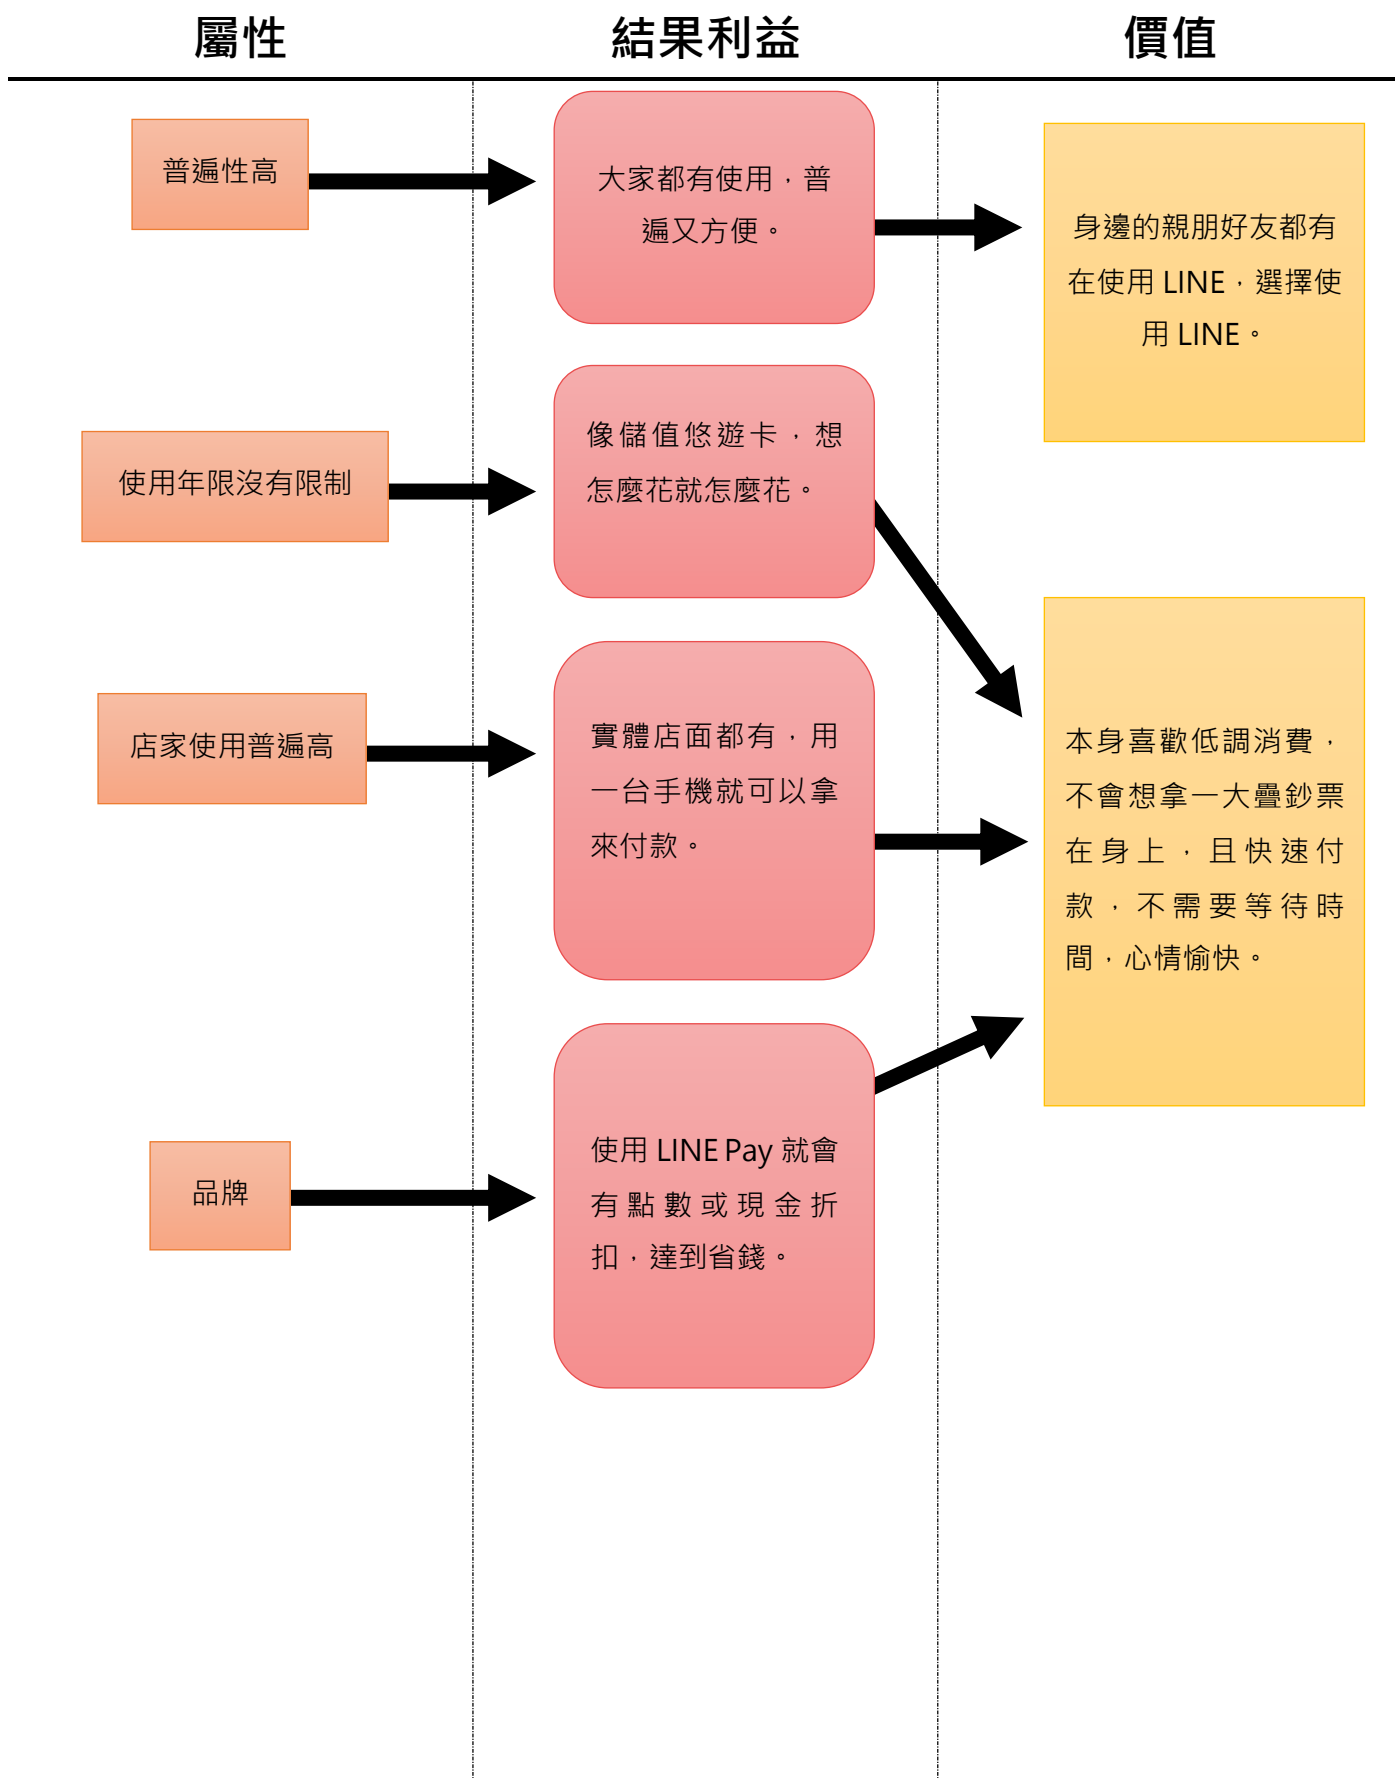 屬性
結果利益
價值
普遍性高
大家都有使用，普
遍又方便。
身邊的親朋好友都有
在使用 LINE，選擇使
用 LINE。
使用年限沒有限制
像儲值悠遊卡，想
怎麼花就怎麼花。
店家使用普遍高
實體店面都有，用
一台手機就可以拿
來付款。
本身喜歡低調消費，
不會想拿一大疊鈔票
在身上，且快速付
款，不需要等待時
間，心情愉快。
品牌
使用 LINE Pay 就會
有點數或現金折
扣，達到省錢。